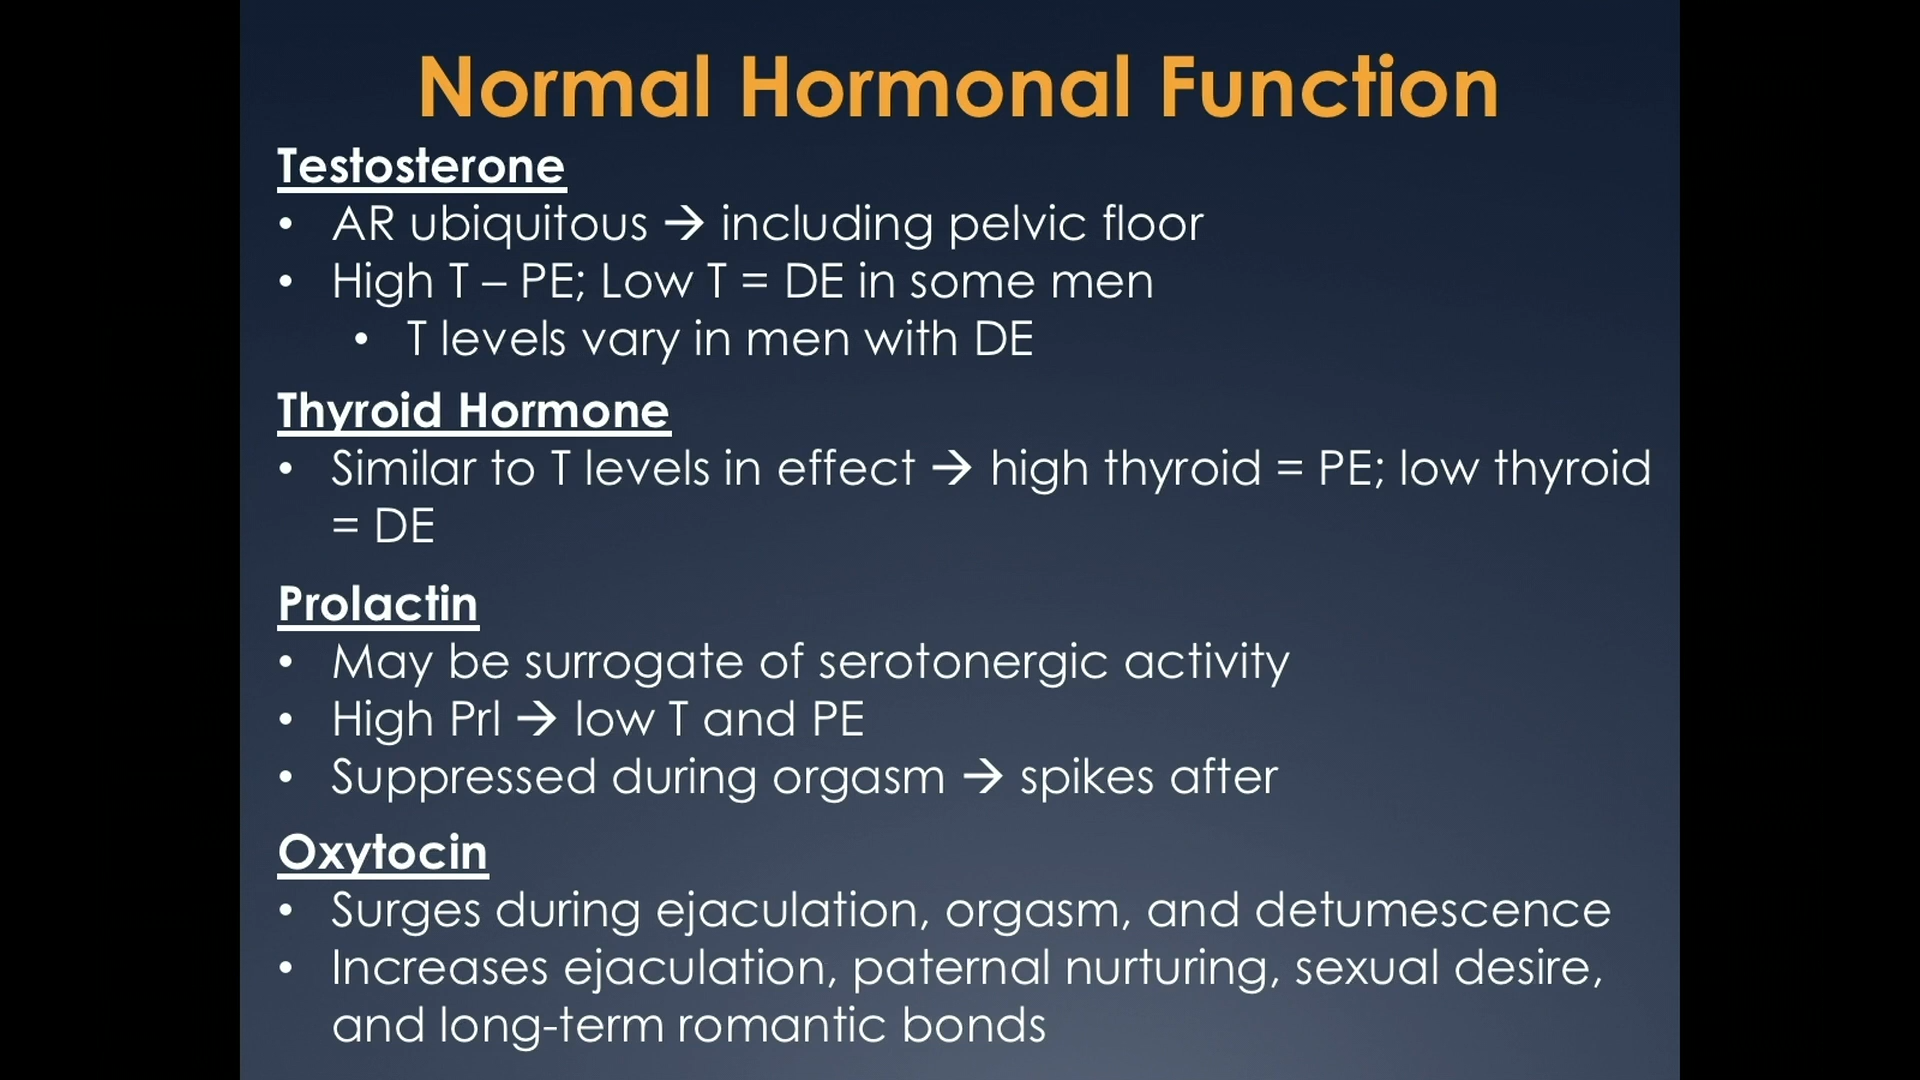 Normal Hormonal Function
Testosterone
• AR ubiquitous → including pelvic floor
• High T – PE; Low T = DE in some men
• T levels vary in men with DE
Thyroid Hormone
• Similar to T levels in effect → high thyroid = PE; low thyroid
= DE
Prolactin
• May be surrogate of serotonergic activity
• High Prl → low T and PE
• Suppressed during orgasm → spikes after
Oxytocin
• Surges during ejaculation, orgasm, and detumescence
• Increases ejaculation, paternal nurturing, sexual desire,
and long-term romantic bonds